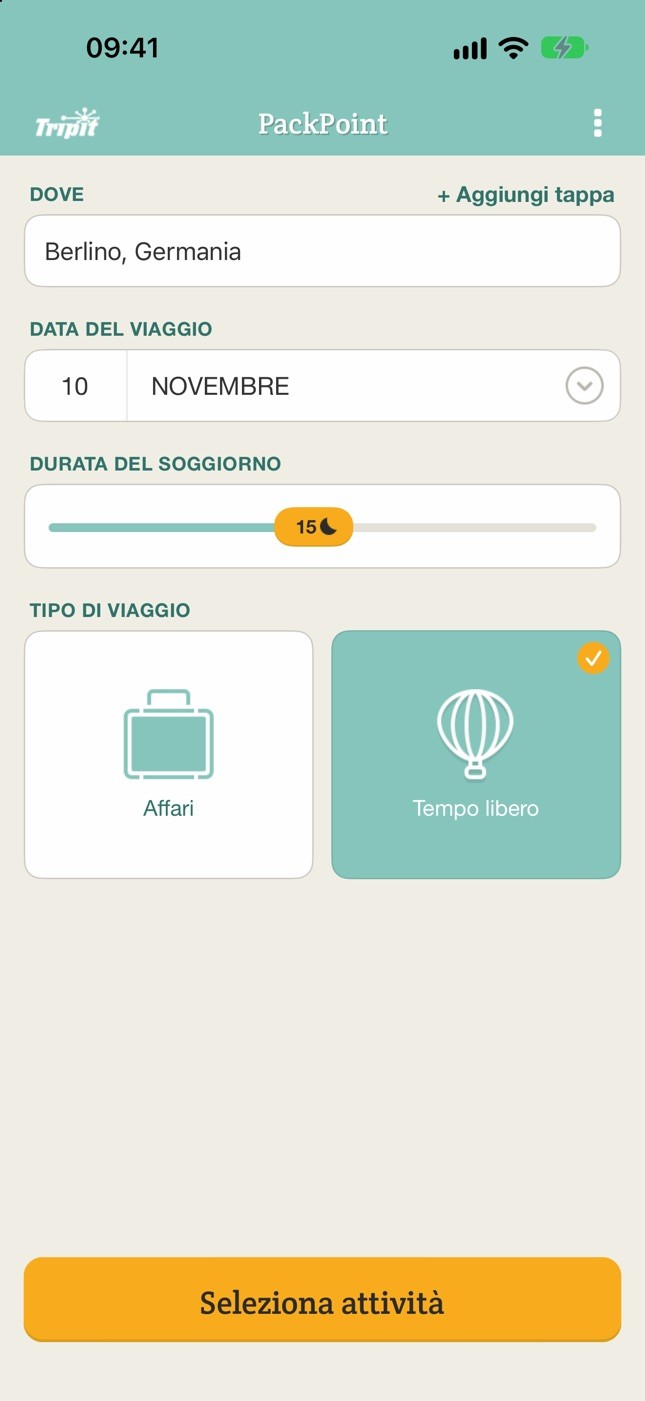 09:41
Tripit
PackPoint
DOVE
+ Aggiungi tappa
Berlino, Germania
DATA DEL VIAGGIO
10
NOVEMBRE
DURATA DEL SOGGIORNO
15
TIPO DI VIAGGIO
Affari
Tempo libero
Seleziona attività